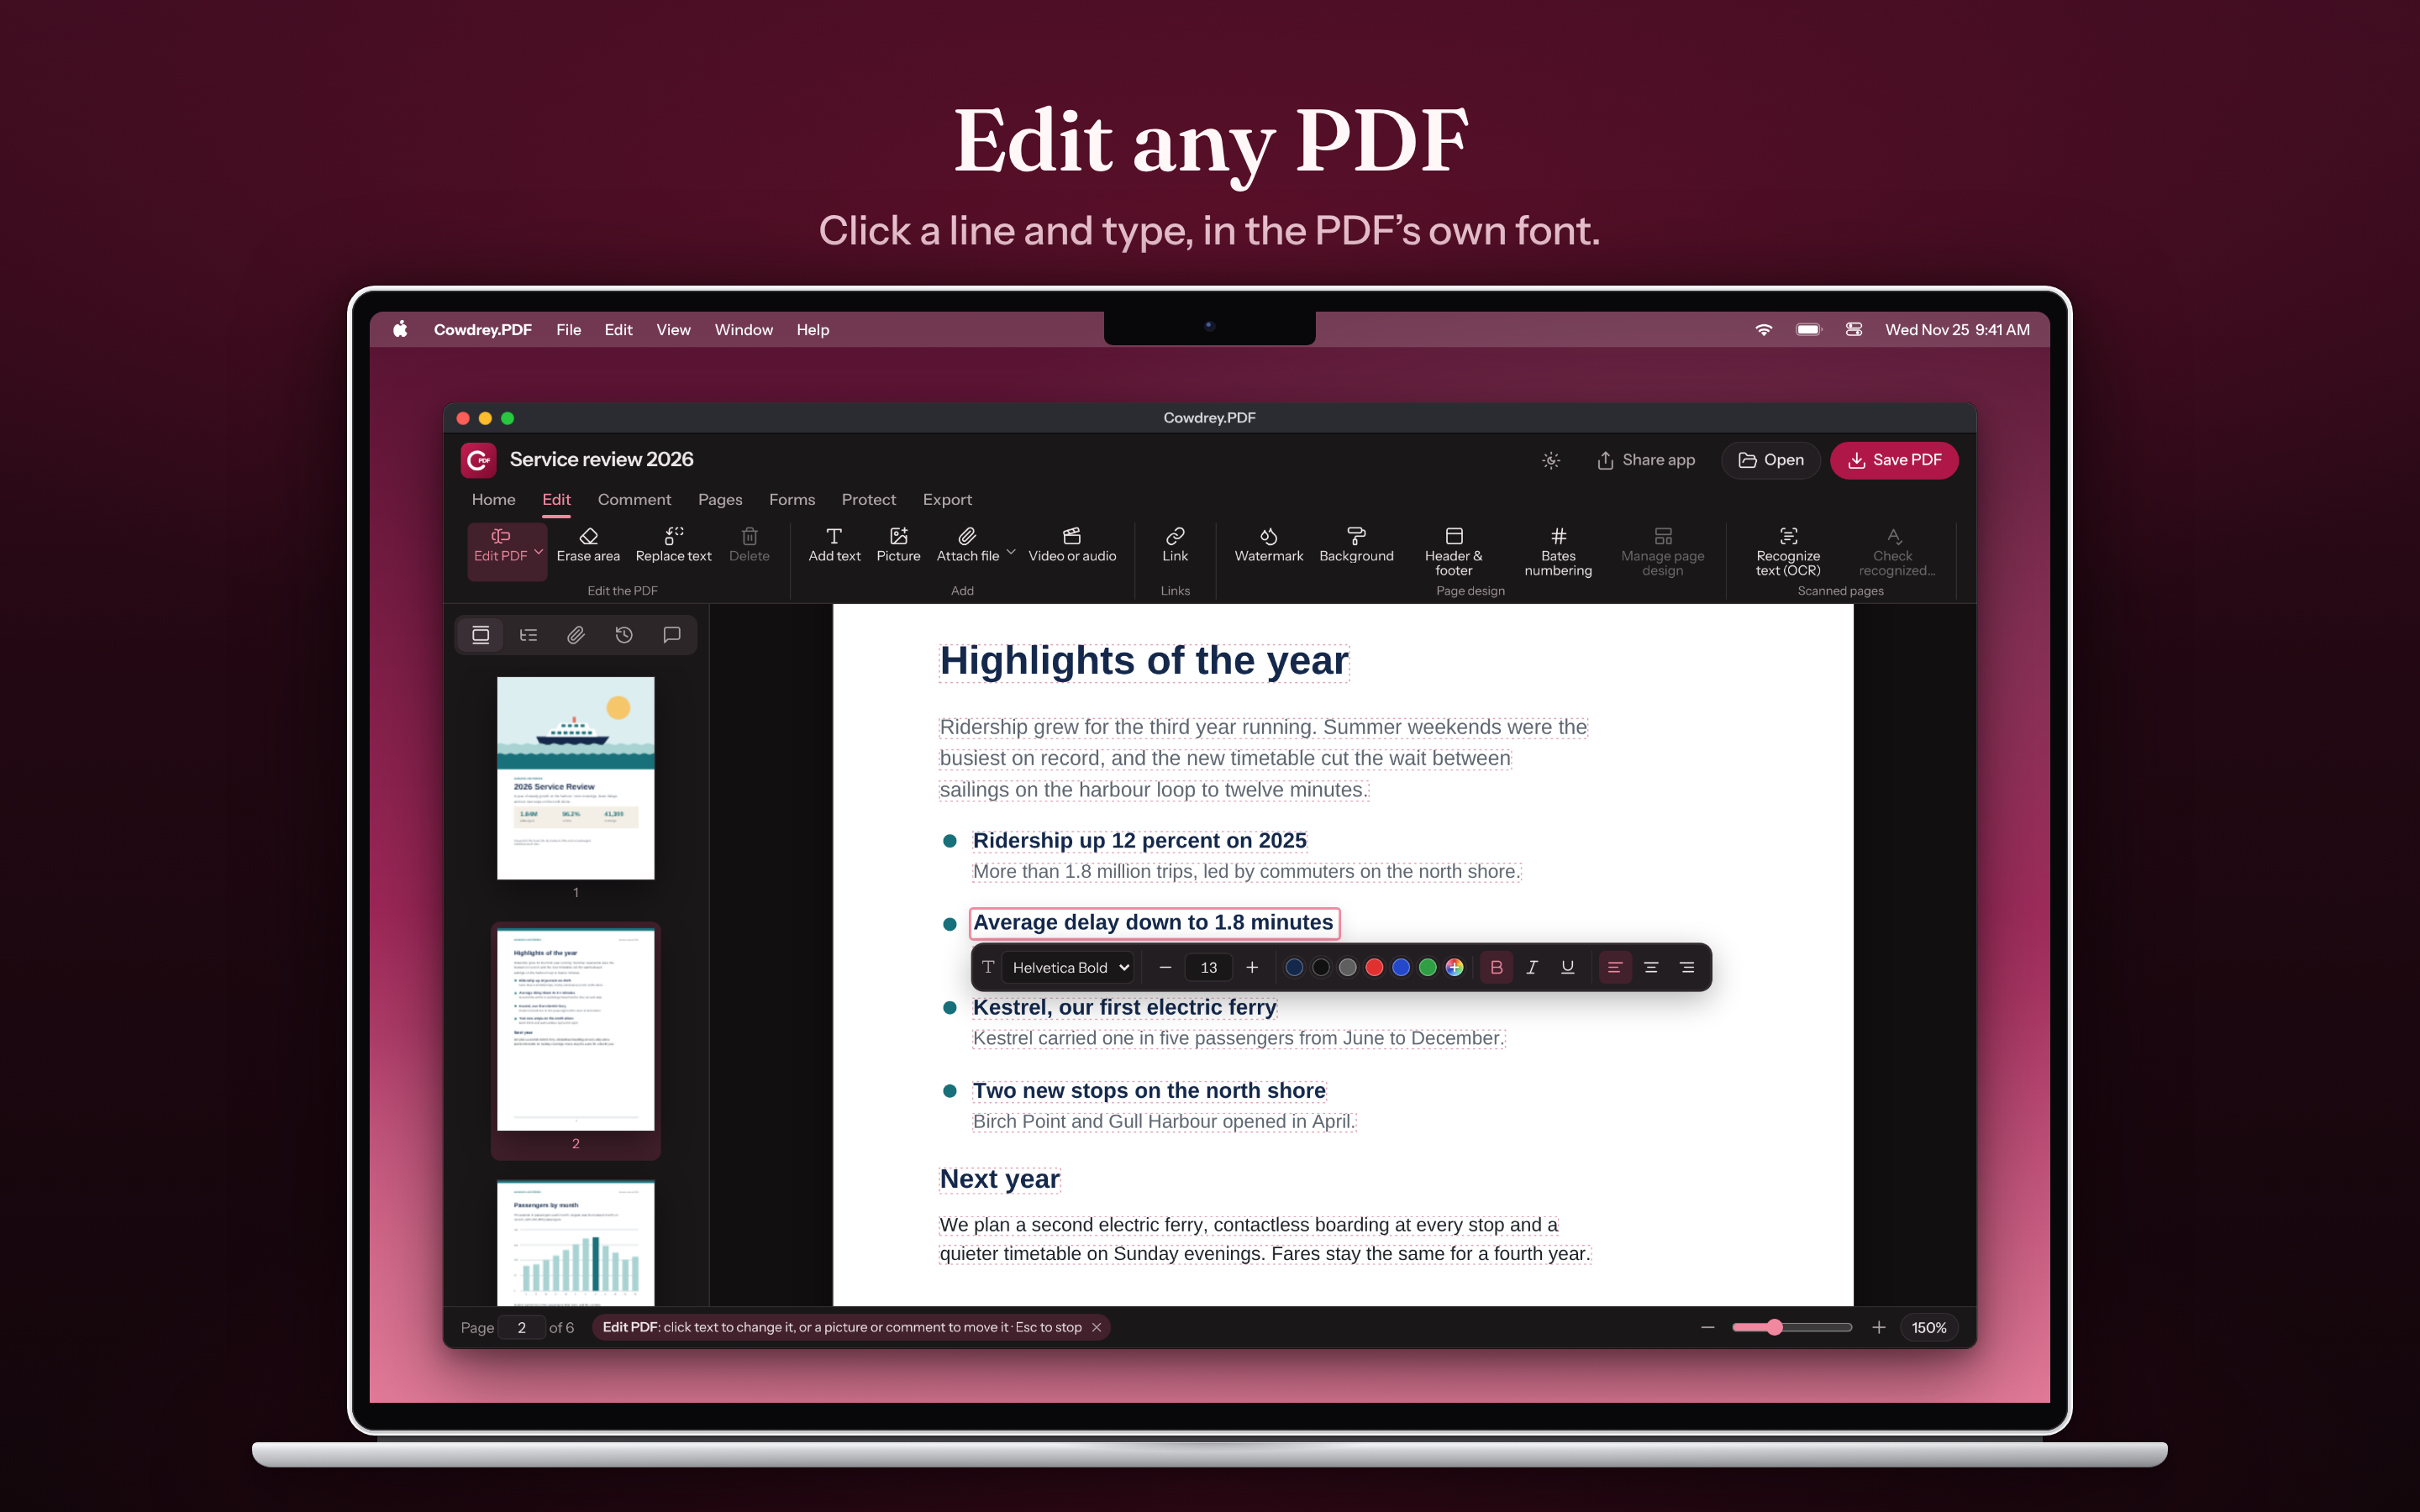 Edit any PDF
Click a line and type, in the PDF’s own font.
Cowdrey.PDF File Edit View Window Help
Wed Nov 25 9:41 AM
Cowdrey.PDF
PDF
Service review 2026
Share app
Open
Save PDF
Home Edit Comment Pages Forms Protect Export
Edit PDF
Erase area
Replace text
Delete
Edit the PDF
Add text
Picture
Attach file
Video or audio
Add
Link
Links
Watermark
Background
Header &
footer
Bates
numbering
Manage page
design
Page design
Recognize
text (OCR)
Check
recognized...
Scanned pages
2026 Service Review
1.84M 96.2% 41,300
1
Highlights of the year
Next year
2
Passengers by month
Highlights of the year
Ridership grew for the third year running. Summer weekends were the
busiest on record, and the new timetable cut the wait between
sailings on the harbour loop to twelve minutes.
Ridership up 12 percent on 2025
More than 1.8 million trips, led by commuters on the north shore.
Average delay down to 1.8 minutes
T Helvetica Bold 13 B I U
Kestrel, our first electric ferry
Kestrel carried one in five passengers from June to December.
Two new stops on the north shore
Birch Point and Gull Harbour opened in April.
Next year
We plan a second electric ferry, contactless boarding at every stop and a
quieter timetable on Sunday evenings. Fares stay the same for a fourth year.
Page 2 of 6
Edit PDF: click text to change it, or a picture or comment to move it · Esc to stop
150%